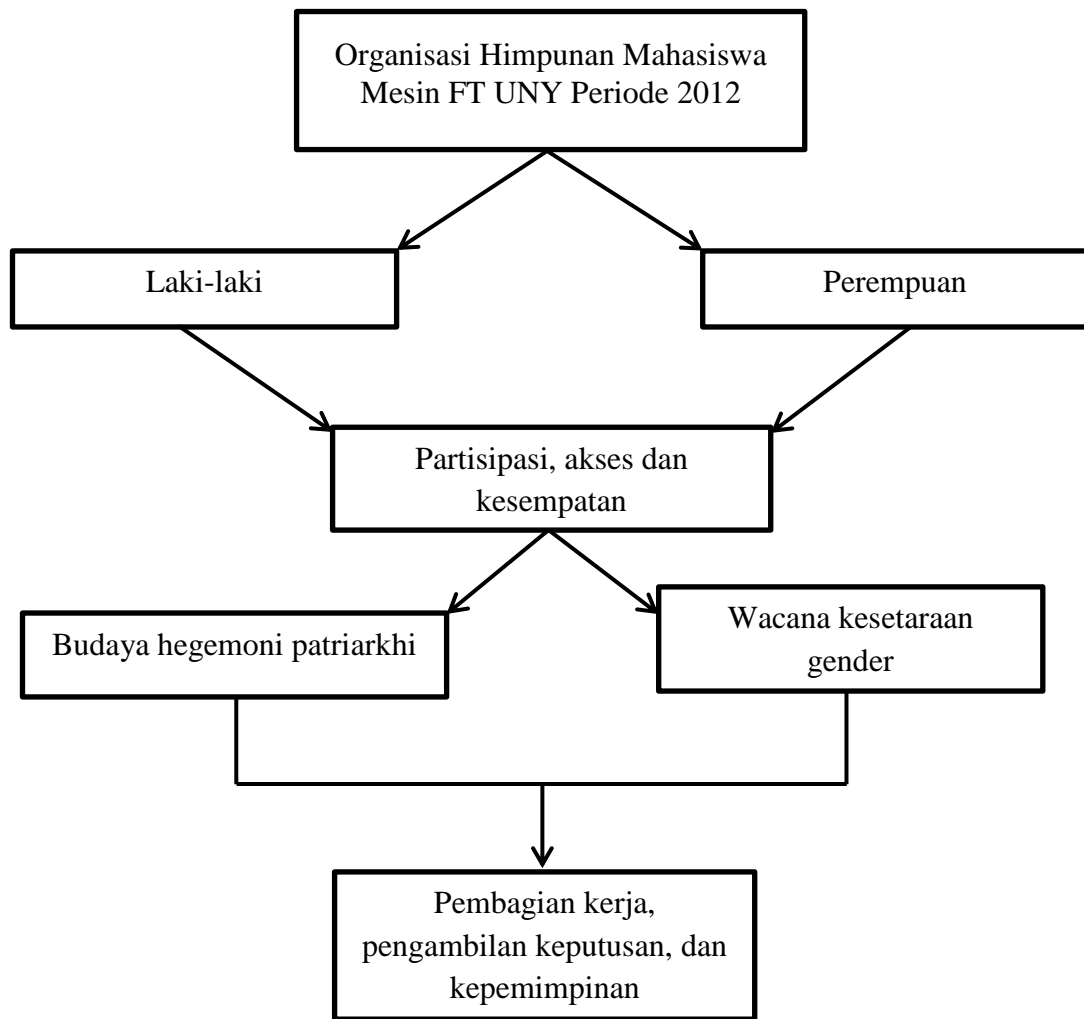 Organisasi Himpunan Mahasiswa
Mesin FT UNY Periode 2012
Laki-laki
Perempuan
Partisipasi, akses dan
kesempatan
Budaya hegemoni patriarkhi
Wacana kesetaraan
gender
Pembagian kerja,
pengambilan keputusan, dan
kepemimpinan